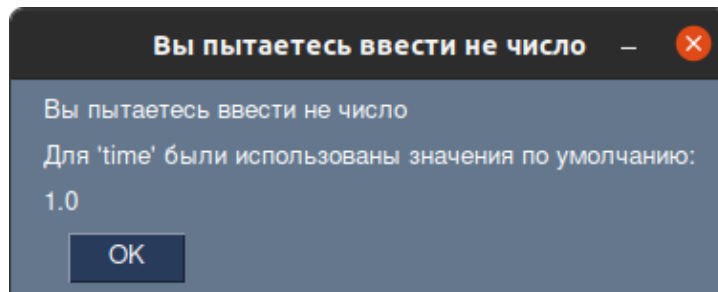 Вы пытаетесь ввести не число
Вы пытаетесь ввести не число
Для 'time' были использованы значения по умолчанию:
1.0
OK